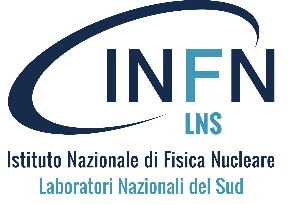 INFN
LNS
Istituto Nazionale di Fisica Nucleare
Laboratori Nazionali del Sud